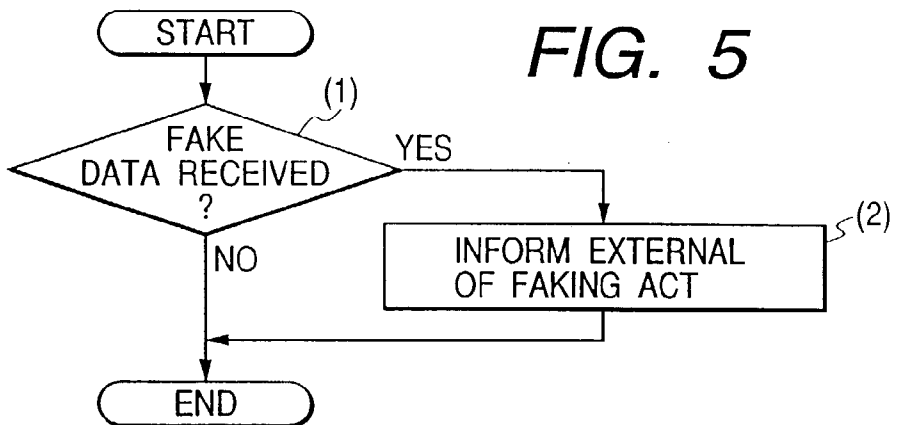 START
FIG. 5
(1)
FAKE
DATA RECEIVED
?
YES
NO
(2)
INFORM EXTERNAL
OF FAKING ACT
END